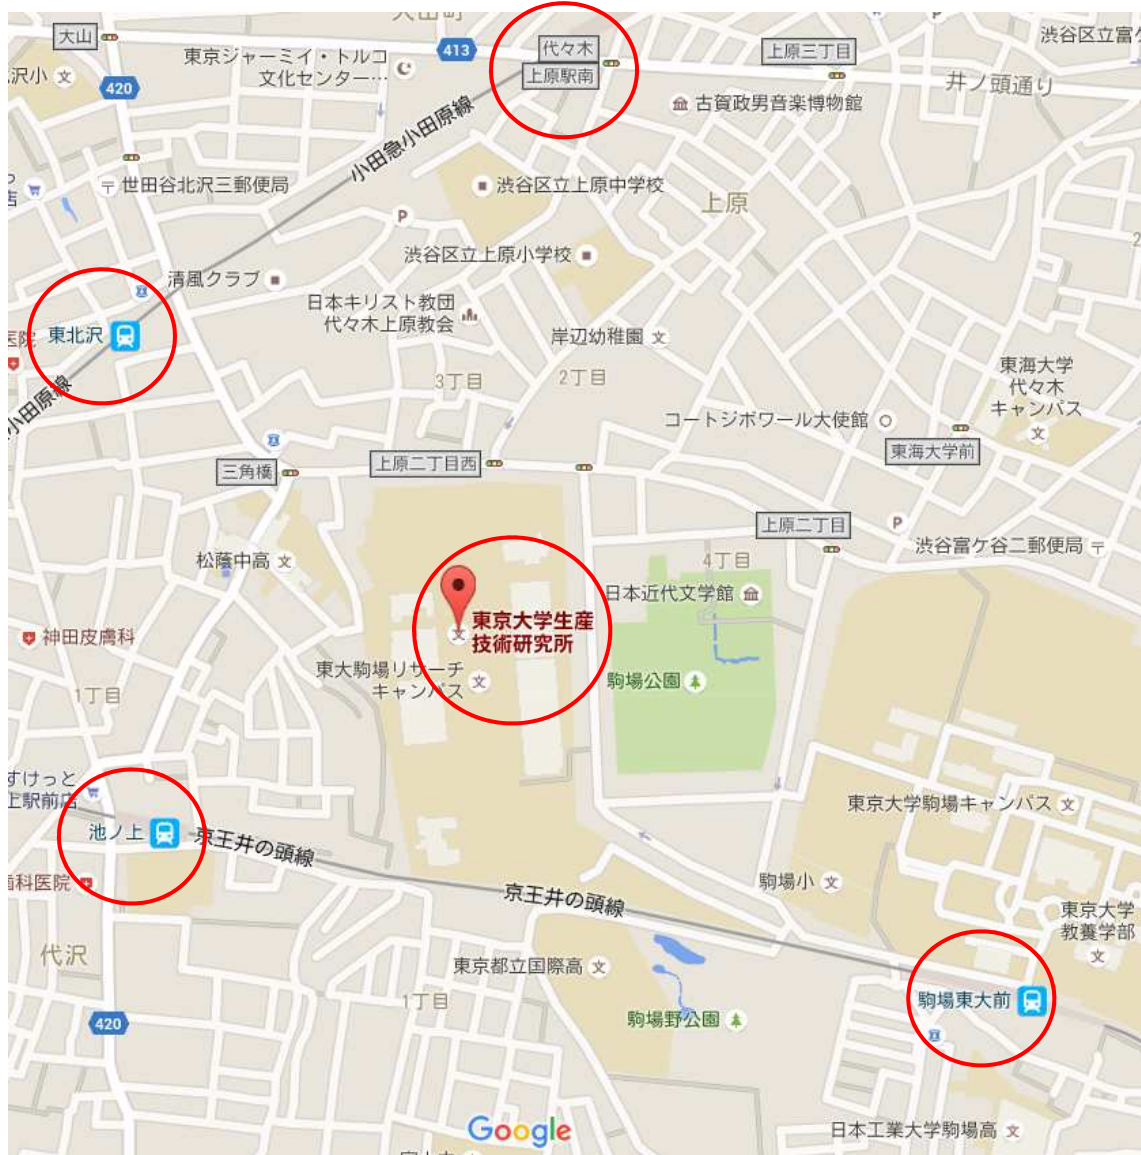 大山町
大山
413
代々木
上原駅南
上原三丁目
渋谷区立富ケ
沢小
420
東京ジャーミイ・トルコ
文化センター…
井ノ頭通り
古賀政男音楽博物館
小田急小田原線
世田谷北沢三郵便局
渋谷区立上原中学校
上原
店
P
2
渋谷区立上原小学校
清風クラブ
日本キリスト教団
代々木上原教会
東北沢
医院
岸辺幼稚園
3丁目
2丁目
東海大学
代々木
キャンパス
小田原線
コートジボワール大使館
東海大学前
三角橋
上原二丁目西
上原二丁目
P
渋谷富ケ谷二郵便局
松蔭中高
4丁目
日本近代文学館
東京大学生産
技術研究所
神田皮膚科
東大駒場リサーチ
キャンパス
駒場公園
1丁目
すけっと
上駅前店
東京大学駒場キャンパス
池ノ上
京王井の頭線
歯科医院
京王井の頭線
駒場小
東京大学
教養学部
代沢
東京都立国際高
1丁目
駒場東大前
420
駒場野公園
Google
日本工業大学駒場高